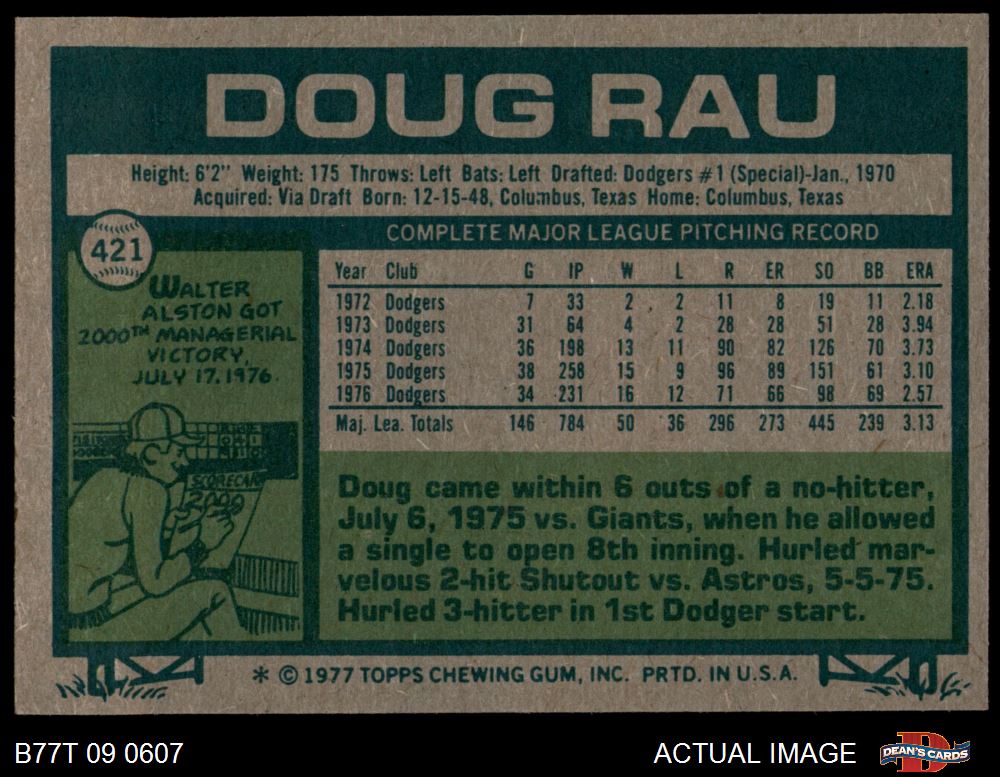 DOUG RAU
Height: 6'2" Weight: 175 Throws: Left Bats: Left Drafted: Dodgers #1 (Special)-Jan., 1970
Acquired: Via Draft Born: 12-15-48, Columbus, Texas Home: Columbus, Texas
421
WALTER
ALSTON GOT
2000TH MANAGERIAL
VICTORY,
JULY 17, 1976.
SCORECARD
2000
COMPLETE MAJOR LEAGUE PITCHING RECORD
Year Club G IP W L R ER SO BB ERA
1972 Dodgers 7 33 2 2 11 8 19 11 2.18
1973 Dodgers 31 64 4 2 28 28 51 28 3.94
1974 Dodgers 36 198 13 11 90 82 126 70 3.73
1975 Dodgers 38 258 15 9 96 89 151 61 3.10
1976 Dodgers 34 231 16 12 71 66 98 69 2.57
Maj. Lea. Totals 146 784 50 36 296 273 445 239 3.13
Doug came within 6 outs of a no-hitter,
July 6, 1975 vs. Giants, when he allowed
a single to open 8th inning. Hurled mar-
velous 2-hit Shutout vs. Astros, 5-5-75.
Hurled 3-hitter in 1st Dodger start.
* © 1977 TOPPS CHEWING GUM, INC. PRTD. IN U.S.A.
B77T 09 0607
ACTUAL IMAGE
DEAN'S CARDS